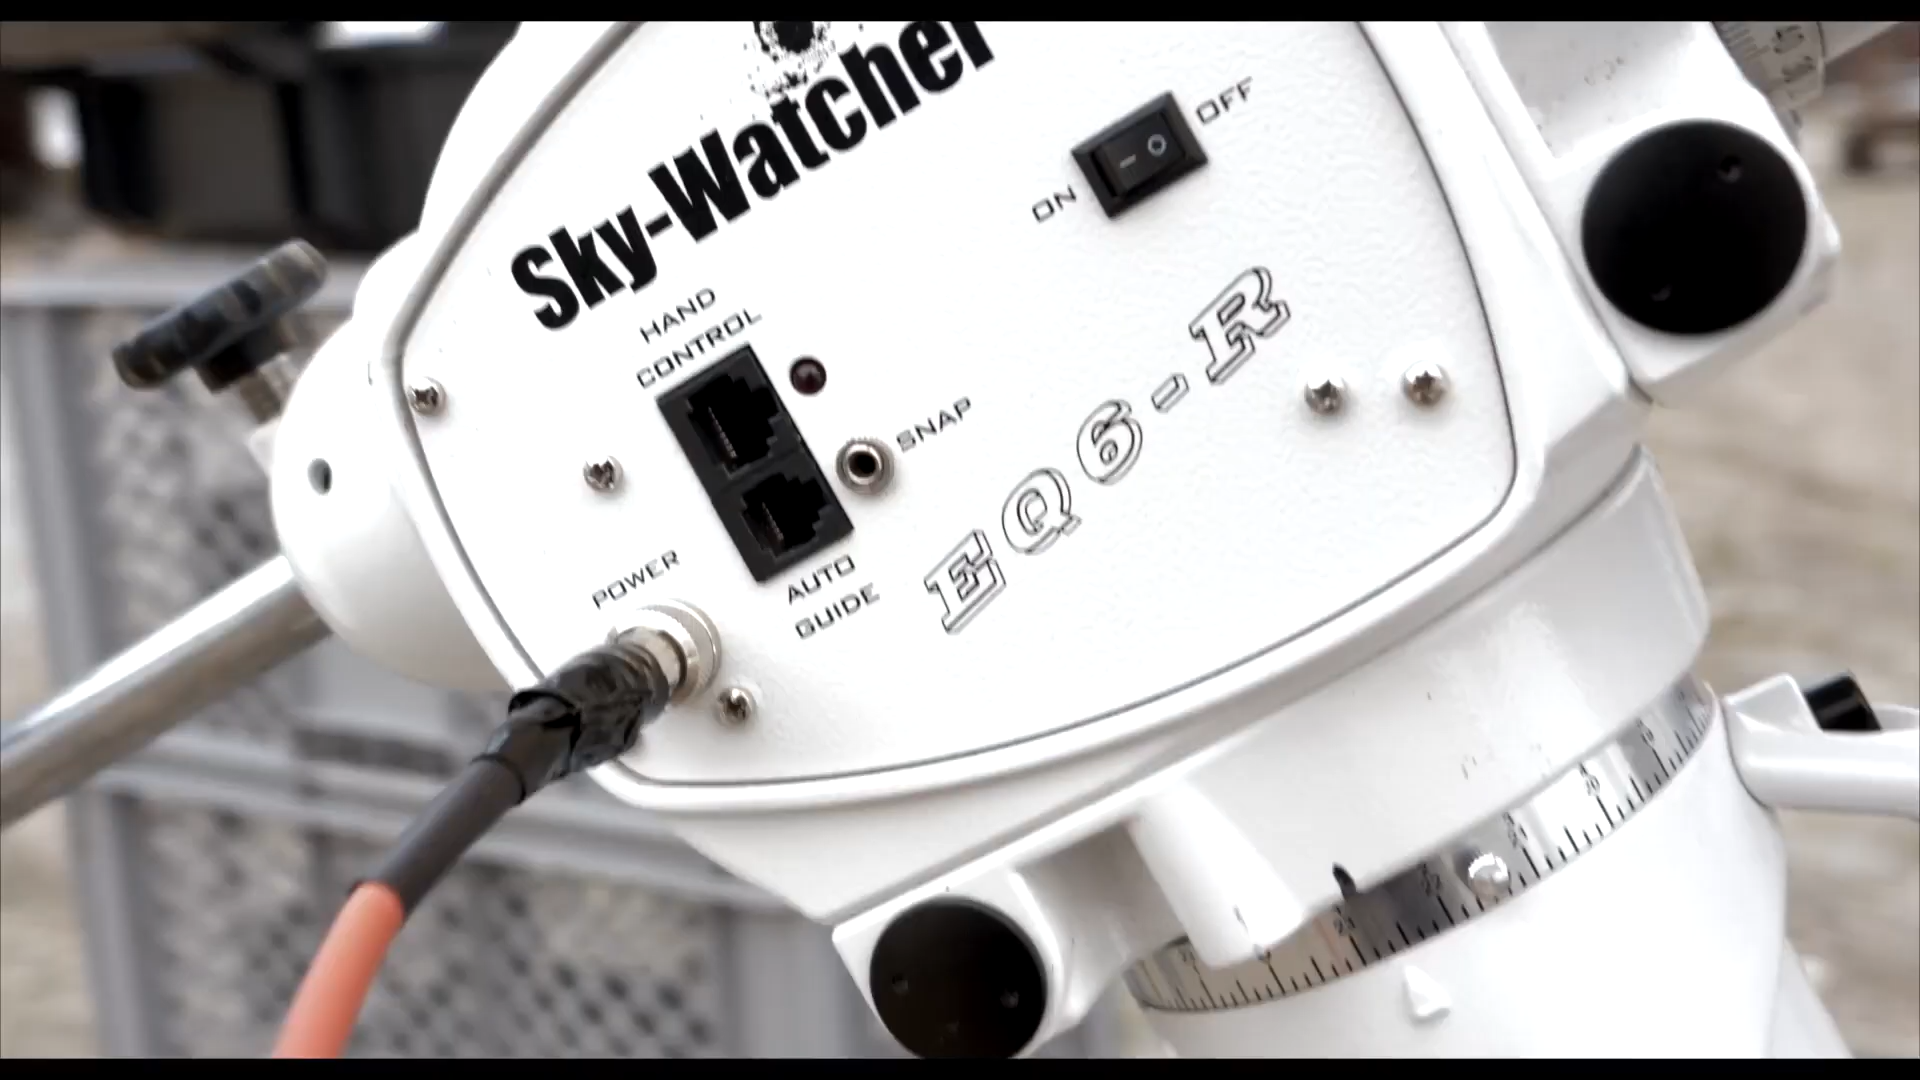 Sky-Watcher
OFF
ON
HAND
CONTROL
SNAP
EQ6-R
POWER
AUTO
GUIDE